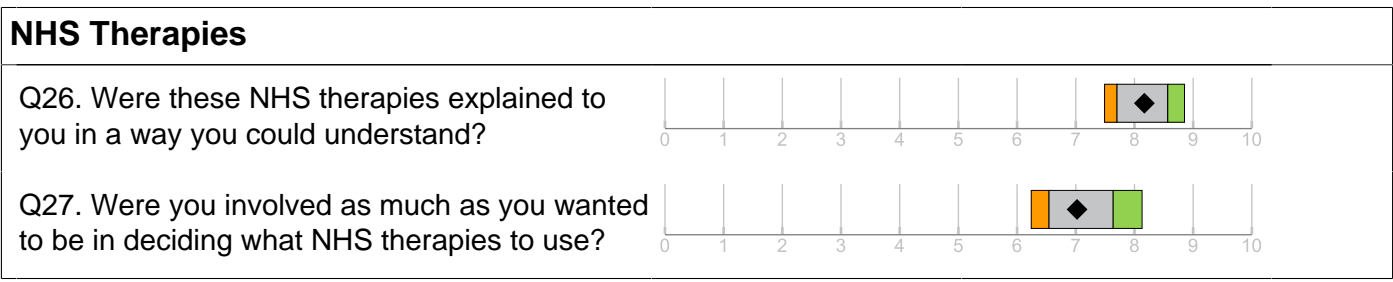 NHS Therapies
Q26. Were these NHS therapies explained to
you in a way you could understand?
0 1 2 3 4 5 6 7 8 9 10
Q27. Were you involved as much as you wanted
to be in deciding what NHS therapies to use?
0 1 2 3 4 5 6 7 8 9 10